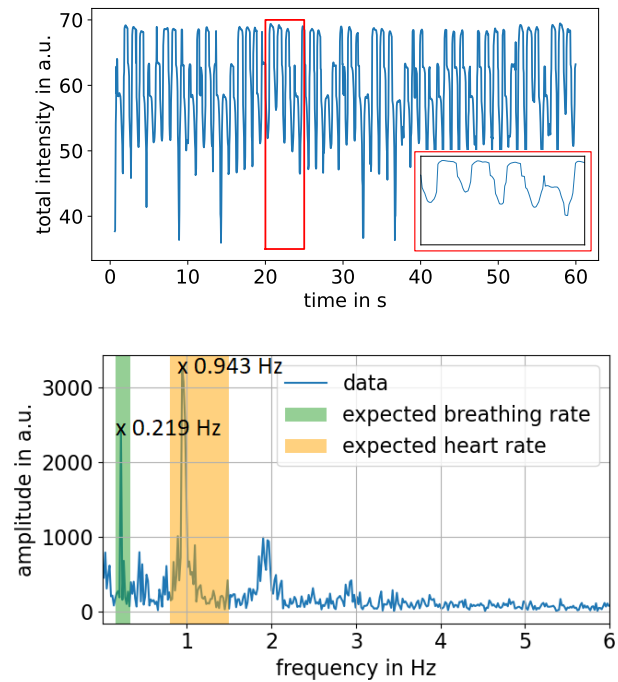 70
60
50
40
total intensity in a.u.
0 10 20 30 40 50 60
time in s
x 0.943 Hz
x 0.219 Hz
data
expected breathing rate
expected heart rate
3000
2000
1000
0
amplitude in a.u.
1 2 3 4 5 6
frequency in Hz